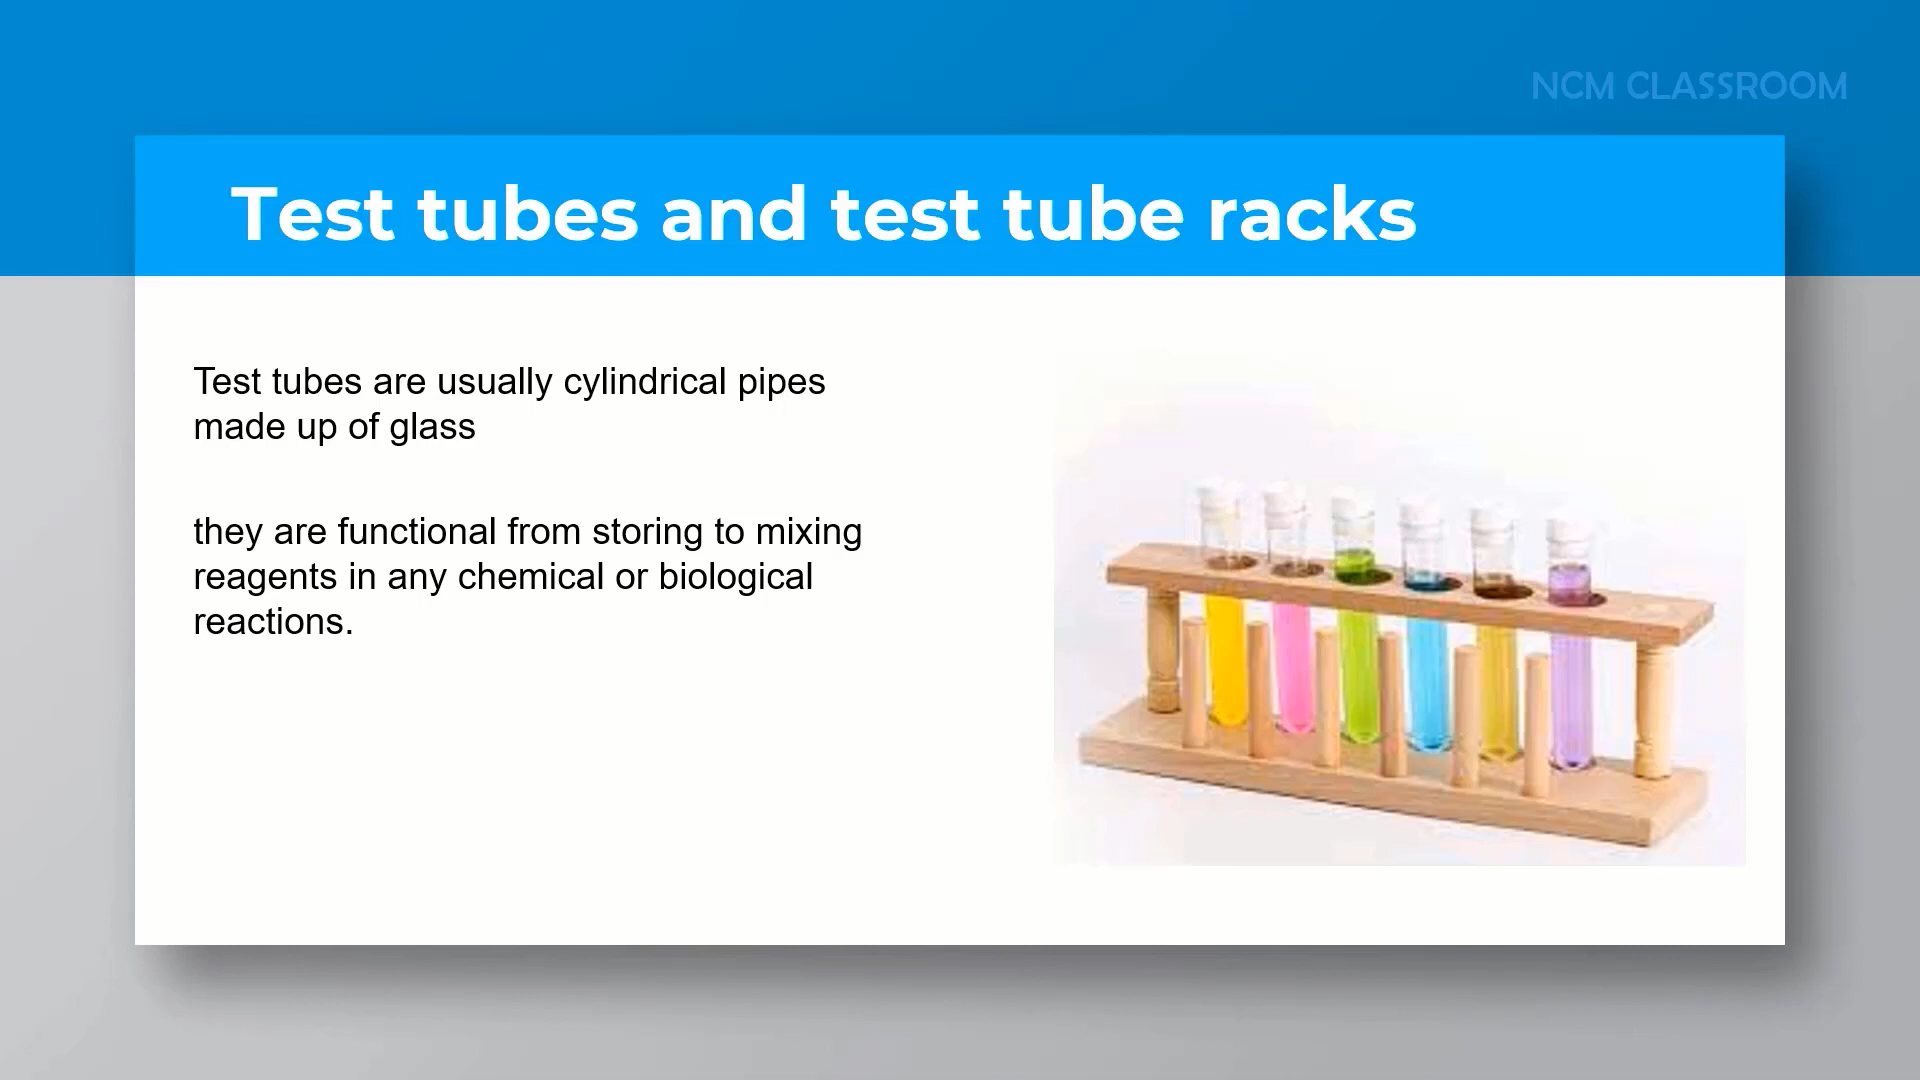 NCM CLASSROOM
Test tubes and test tube racks
Test tubes are usually cylindrical pipes
made up of glass
they are functional from storing to mixing
reagents in any chemical or biological
reactions.